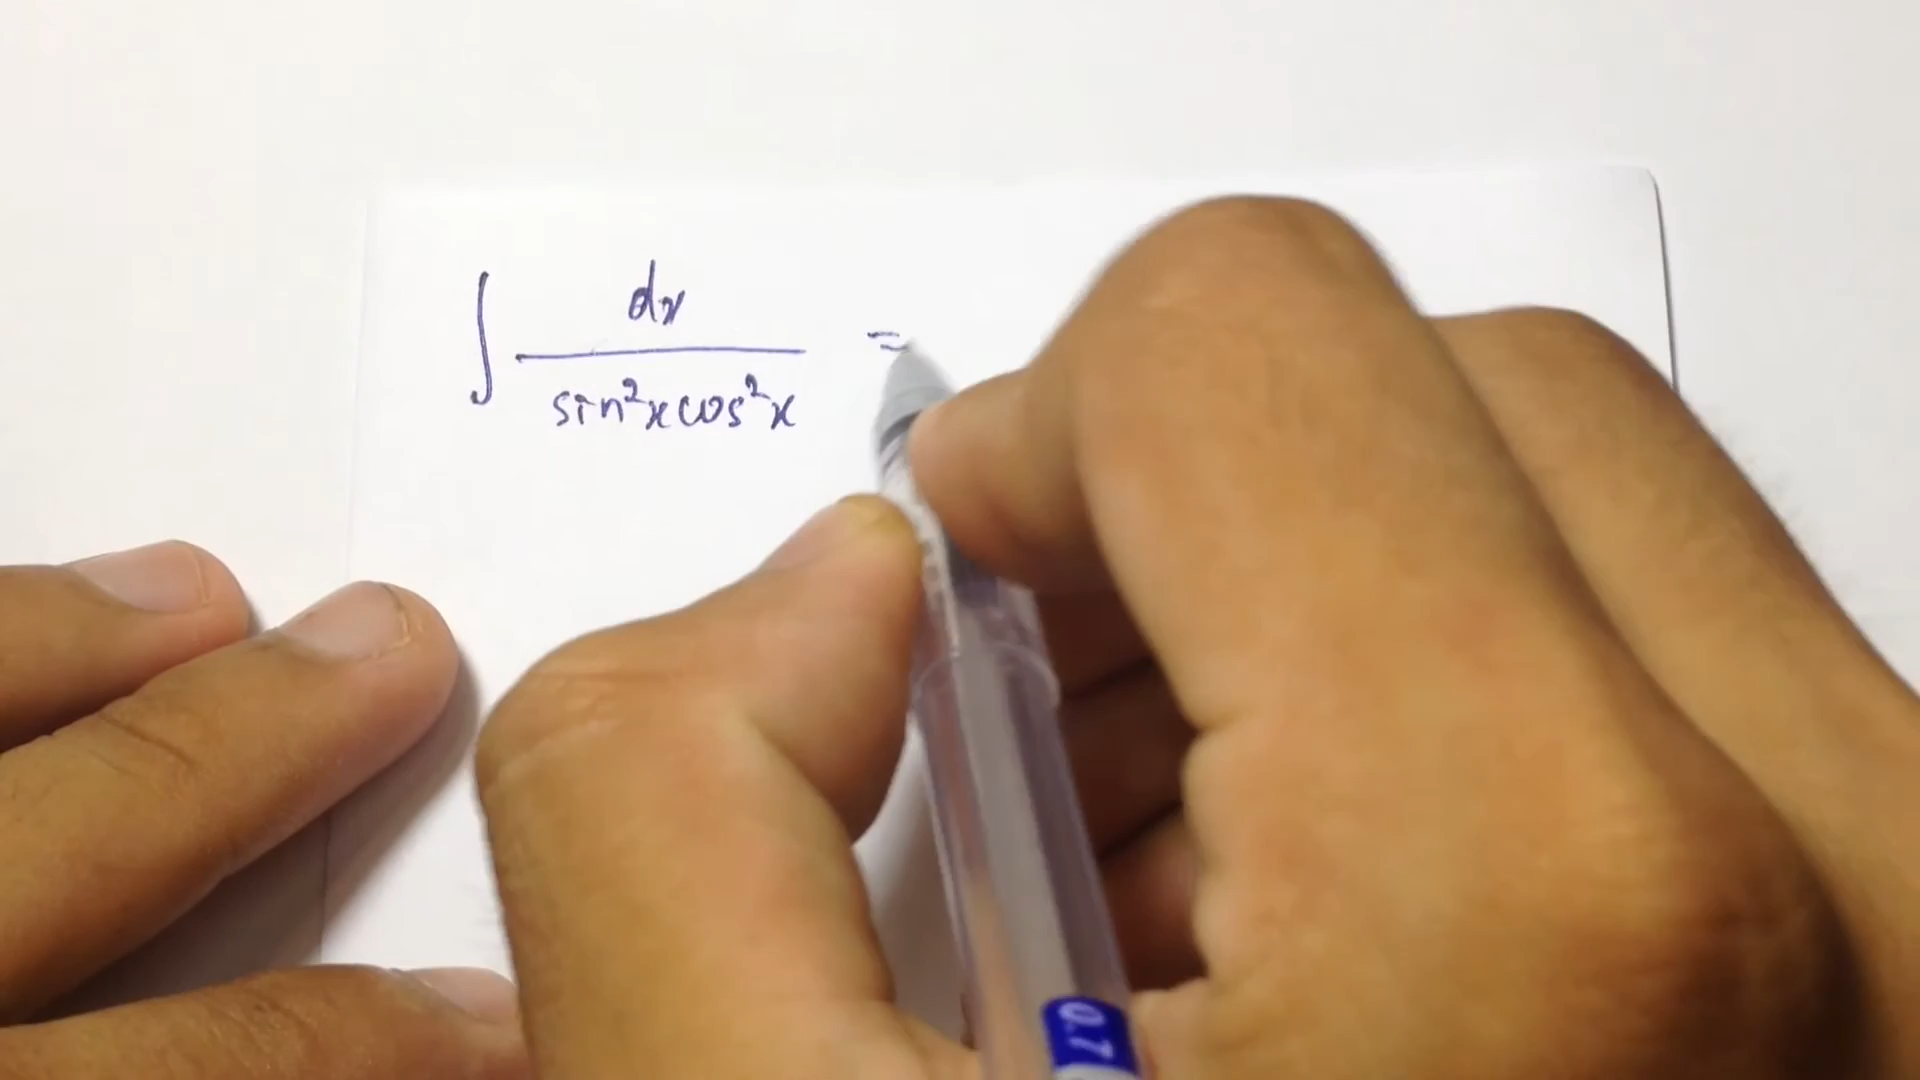 ∫ dx / sin²x cos²x =
0.7